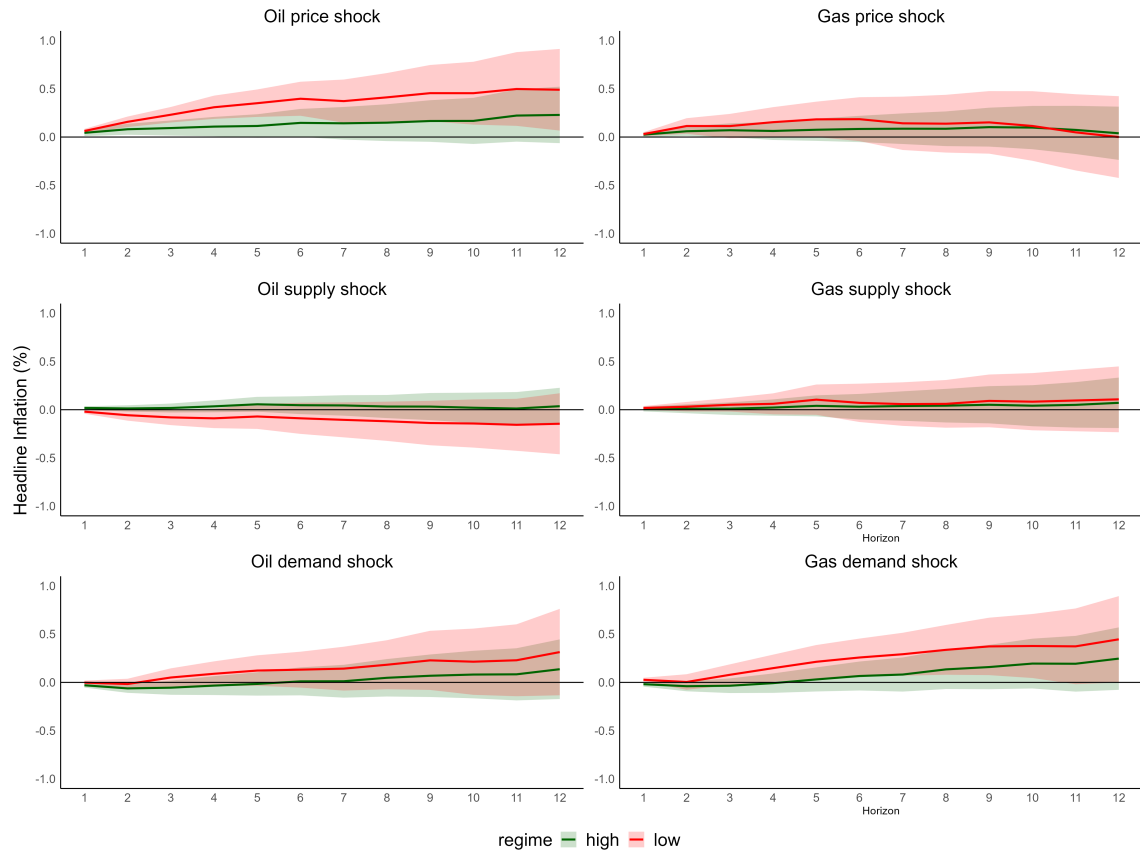 Oil price shock
1.0
0.5
0.0
-0.5
-1.0
1 2 3 4 5 6 7 8 9 10 11 12
Gas price shock
1.0
0.5
0.0
-0.5
-1.0
1 2 3 4 5 6 7 8 9 10 11 12
Headline Inflation (%)
Oil supply shock
1.0
0.5
0.0
-0.5
-1.0
1 2 3 4 5 6 7 8 9 10 11 12
Gas supply shock
1.0
0.5
0.0
-0.5
-1.0
1 2 3 4 5 6 7 8 9 10 11 12
Horizon
Oil demand shock
1.0
0.5
0.0
-0.5
-1.0
1 2 3 4 5 6 7 8 9 10 11 12
Gas demand shock
1.0
0.5
0.0
-0.5
-1.0
1 2 3 4 5 6 7 8 9 10 11 12
Horizon
regime high low